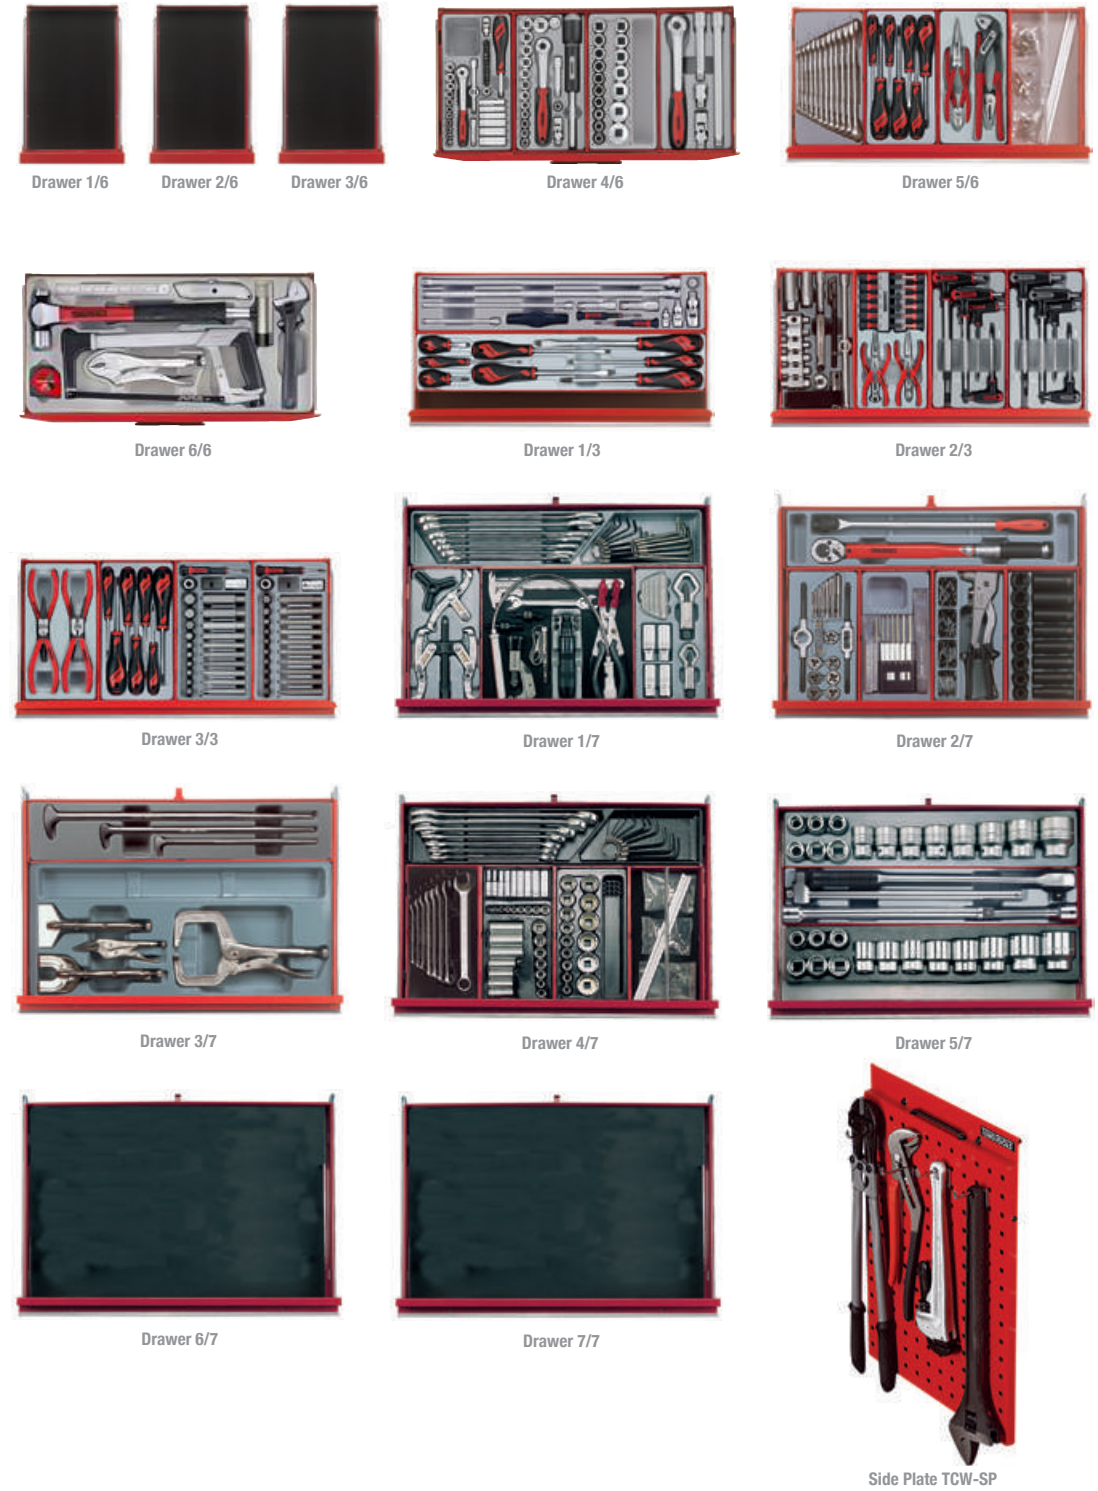 Drawer 1/6
Drawer 2/6
Drawer 3/6
Drawer 4/6
Drawer 5/6
Drawer 6/6
Drawer 1/3
Drawer 2/3
Drawer 3/3
Drawer 1/7
Drawer 2/7
Drawer 3/7
Drawer 4/7
Drawer 5/7
Drawer 6/7
Drawer 7/7
Side Plate TCW-SP